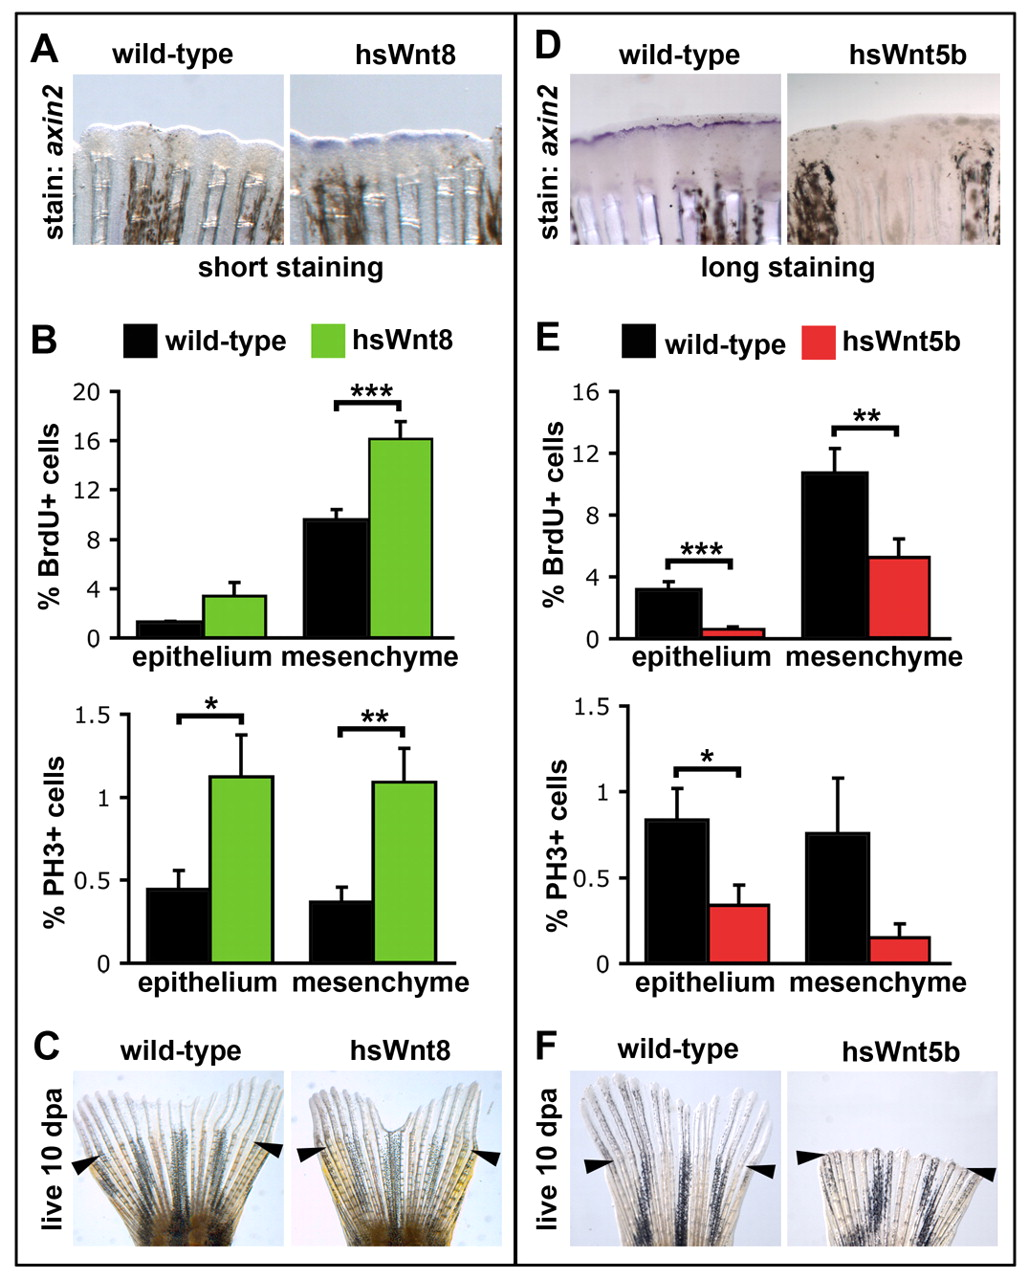 A
wild-type
hsWnt8
stain: axin2
short staining
B
wild-type
hsWnt8
% BrdU+ cells
20
16
12
8
4
0
***
epithelium
mesenchyme
% PH3+ cells
1.5
1
0.5
0
*
**
epithelium
mesenchyme
C
wild-type
hsWnt8
live 10 dpa
D
wild-type
hsWnt5b
stain: axin2
long staining
E
wild-type
hsWnt5b
% BrdU+ cells
16
12
8
4
0
***
**
epithelium
mesenchyme
% PH3+ cells
1.5
1
0.5
0
*
epithelium
mesenchyme
F
wild-type
hsWnt5b
live 10 dpa